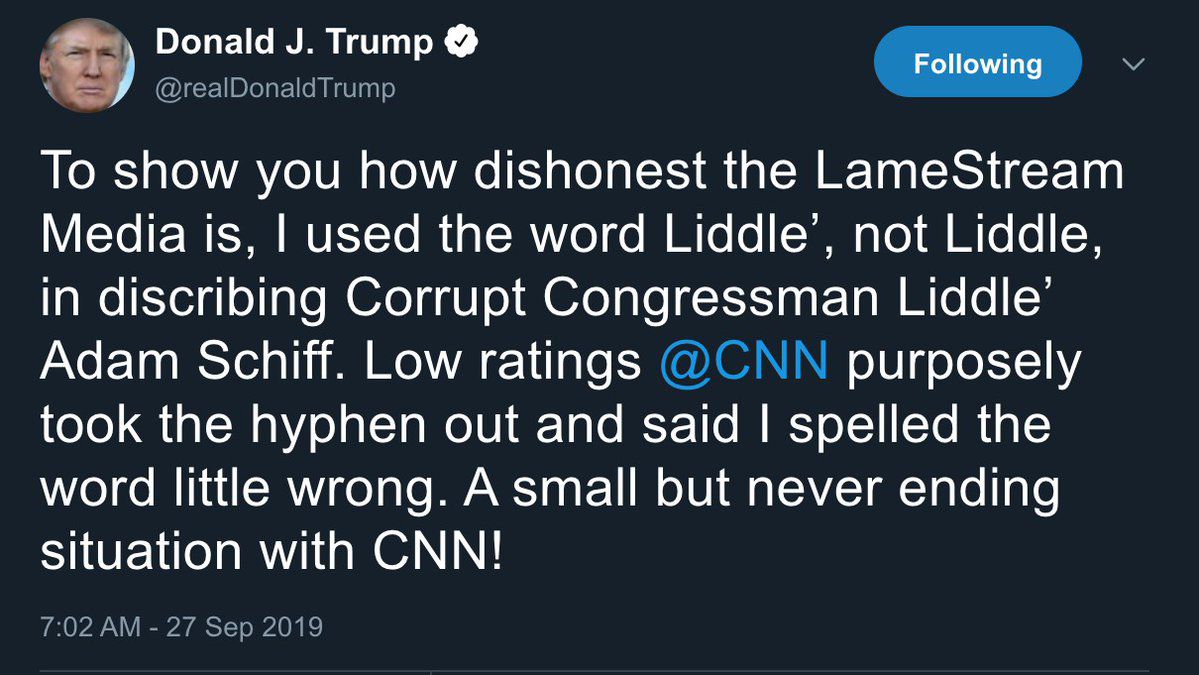 Donald J. Trump
@realDonaldTrump
Following
To show you how dishonest the LameStream
Media is, I used the word Liddle’, not Liddle,
in discribing Corrupt Congressman Liddle’
Adam Schiff. Low ratings @CNN purposely
took the hyphen out and said I spelled the
word little wrong. A small but never ending
situation with CNN!
7:02 AM - 27 Sep 2019